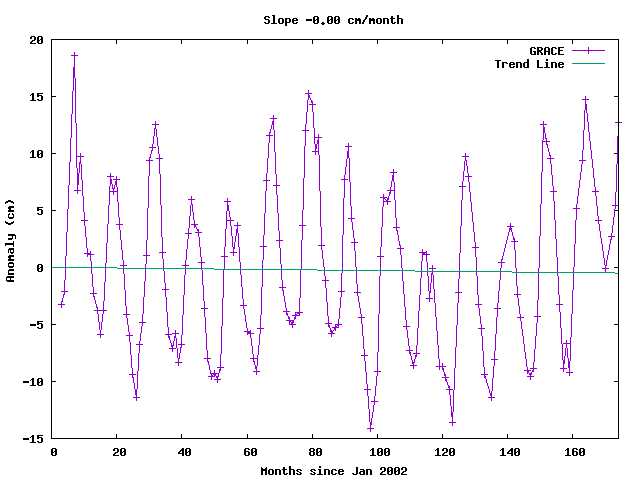 Slope -0.00 cm/month
GRACE
Trend Line
20
15
10
5
0
-5
-10
-15
Anomaly (cm)
0 20 40 60 80 100 120 140 160
Months since Jan 2002